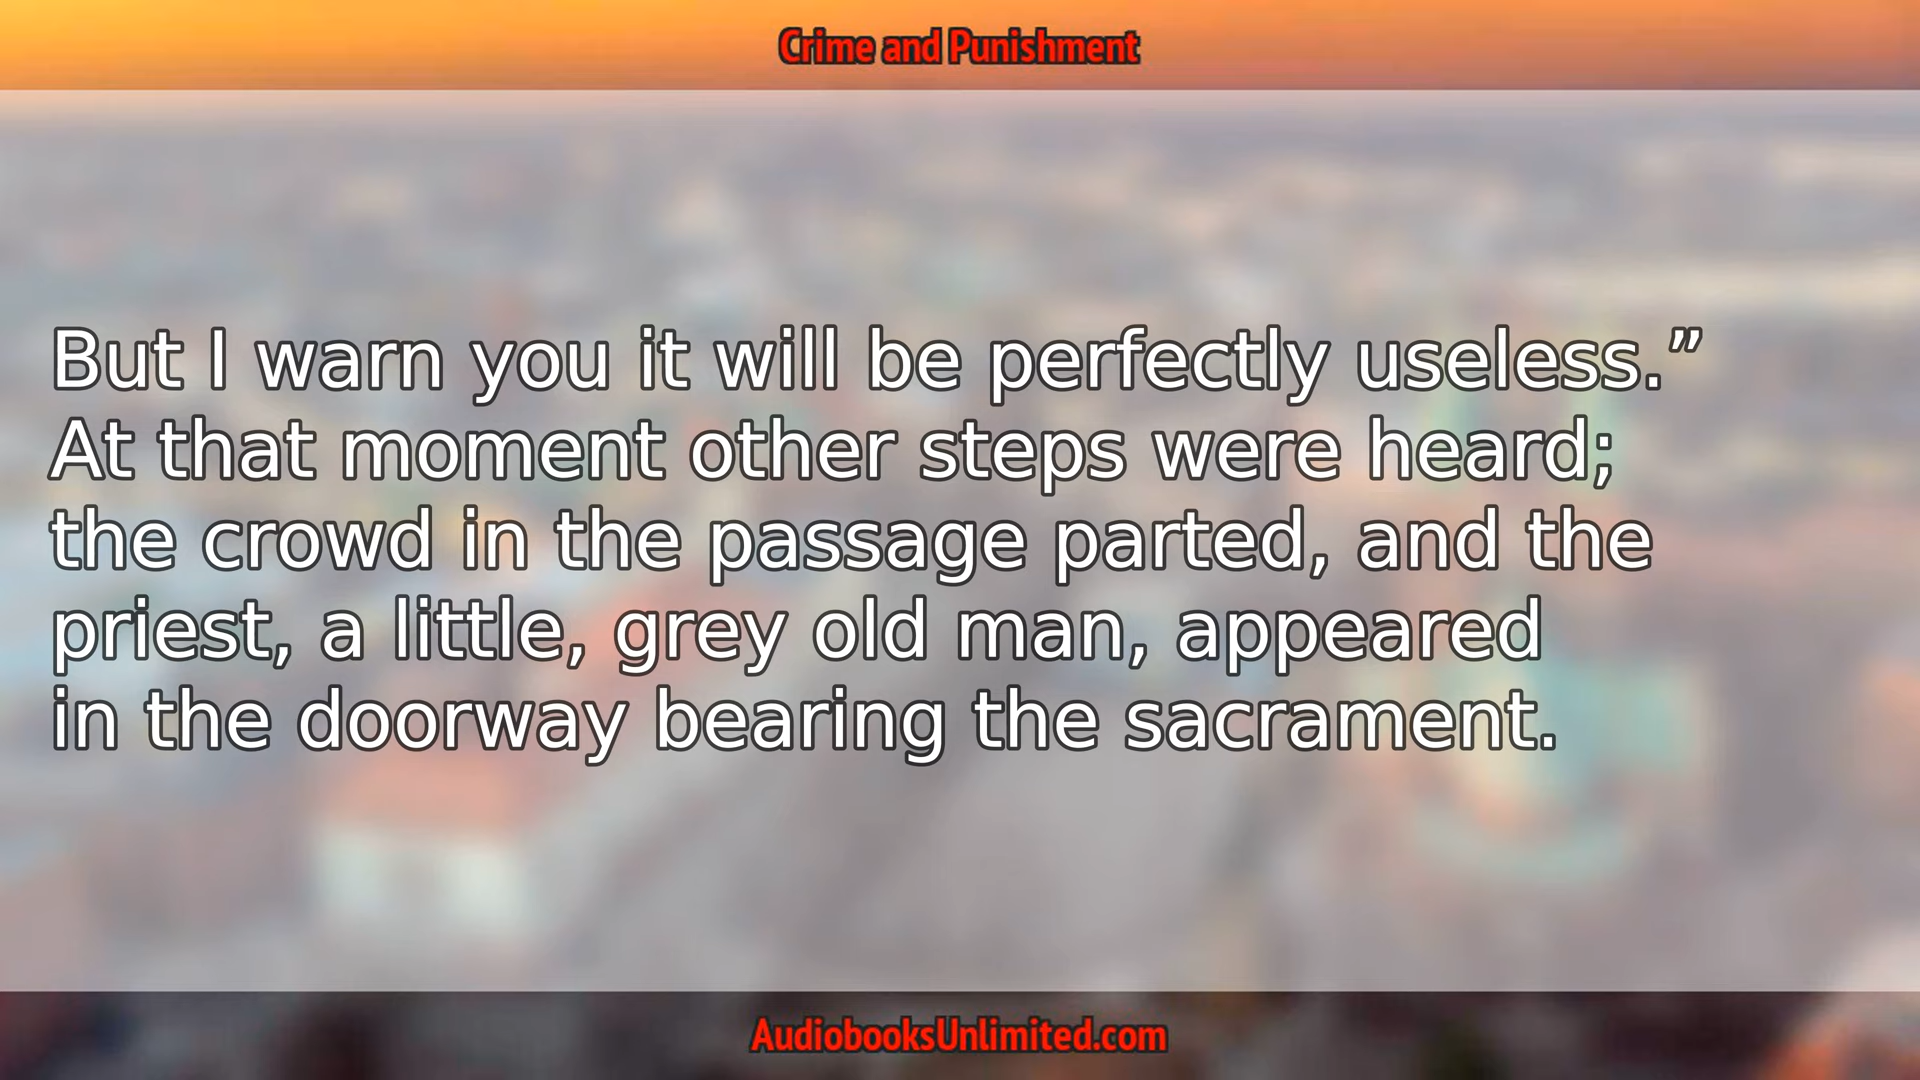 Crime and Punishment
But I warn you it will be perfectly useless.”
At that moment other steps were heard;
the crowd in the passage parted, and the
priest, a little, grey old man, appeared
in the doorway bearing the sacrament.
AudiobooksUnlimited.com